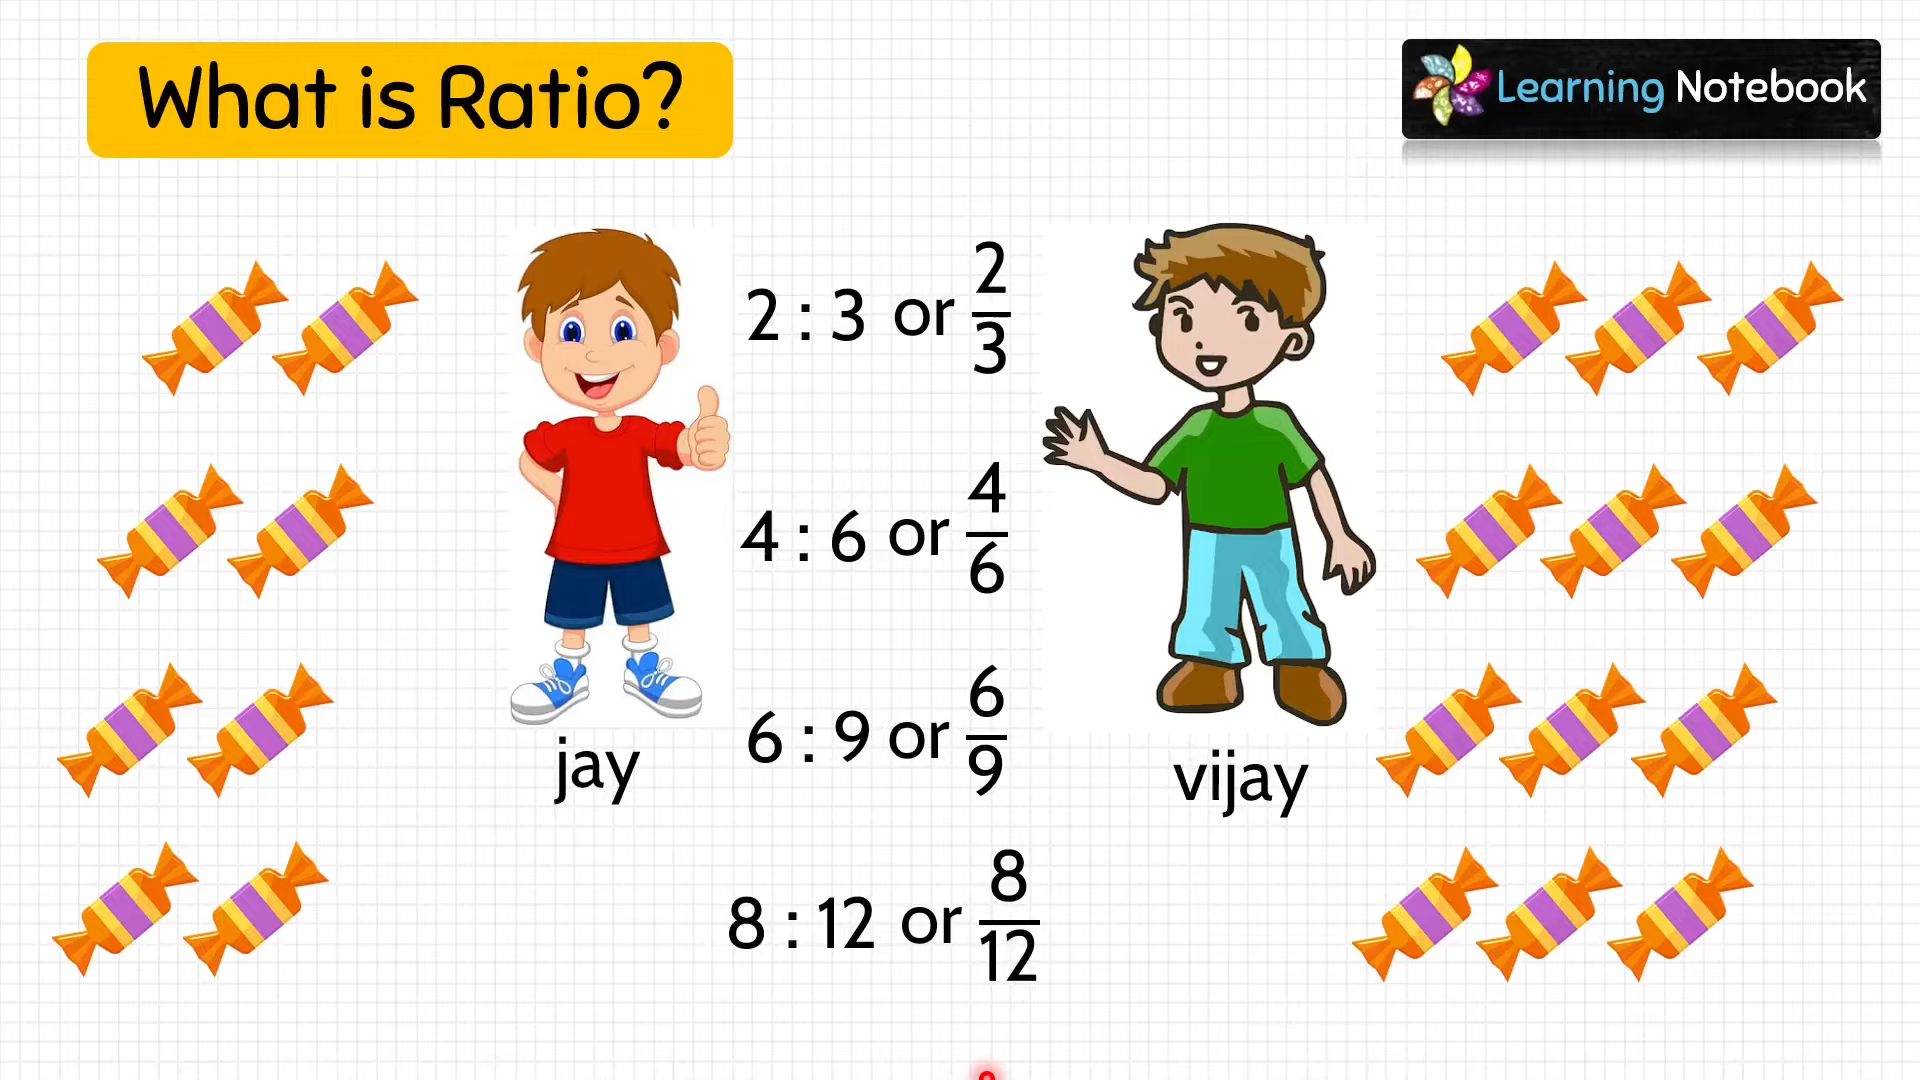 What is Ratio?
Learning Notebook
2 : 3 or 2/3
4 : 6 or 4/6
6 : 9 or 6/9
jay
vijay
8 : 12 or 8/12